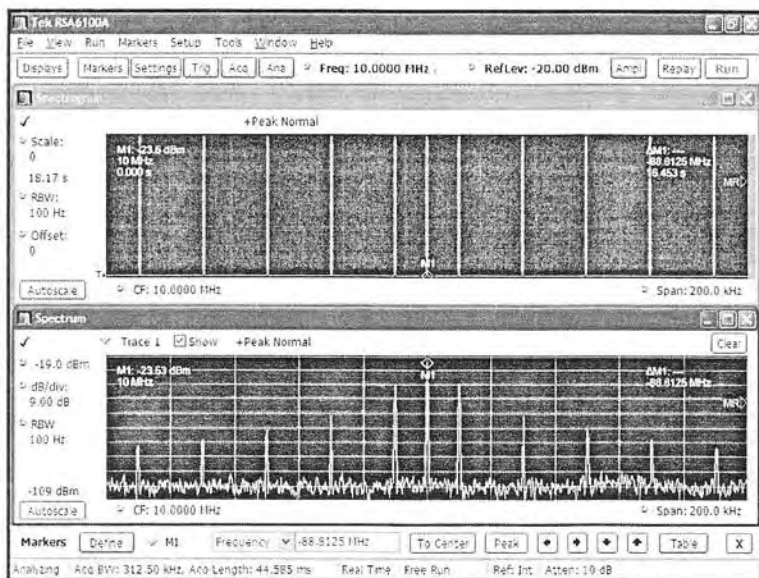 Tek RSA6100A
File View Run Markers Setup Tools Window Help
Displays Markers Settings Trig Acq Ana Freq: 10.0000 MHz RefLev: -20.00 dBm Ampl Replay Run
Spectrogram
+Peak Normal
Scale:
0
18.17 s
RBW:
100 Hz
Offset:
0
Autoscale
M1: -23.6 dBm
10 MHz
0.000 s
ΔM1: ---
-88.8125 MHz
16.453 s
MR
M1
T
CF: 10.0000 MHz Span: 200.0 kHz
Spectrum
Trace 1 Show +Peak Normal Clear
-19.0 dBm
dB/div:
9.00 dB
RBW
100 Hz
-109 dBm
Autoscale
M1: -23.53 dBm
10 MHz
M1
ΔM1: ---
-88.8125 MHz
MR
CF: 10.0000 MHz Span: 200.0 kHz
Markers Define M1 Frequency -88.8125 MHz To Center Peak Table X
Analyzing Acq BW: 312.50 kHz, Acq Length: 44.585 ms Real Time Free Run Ref: Int Atten: 10 dB